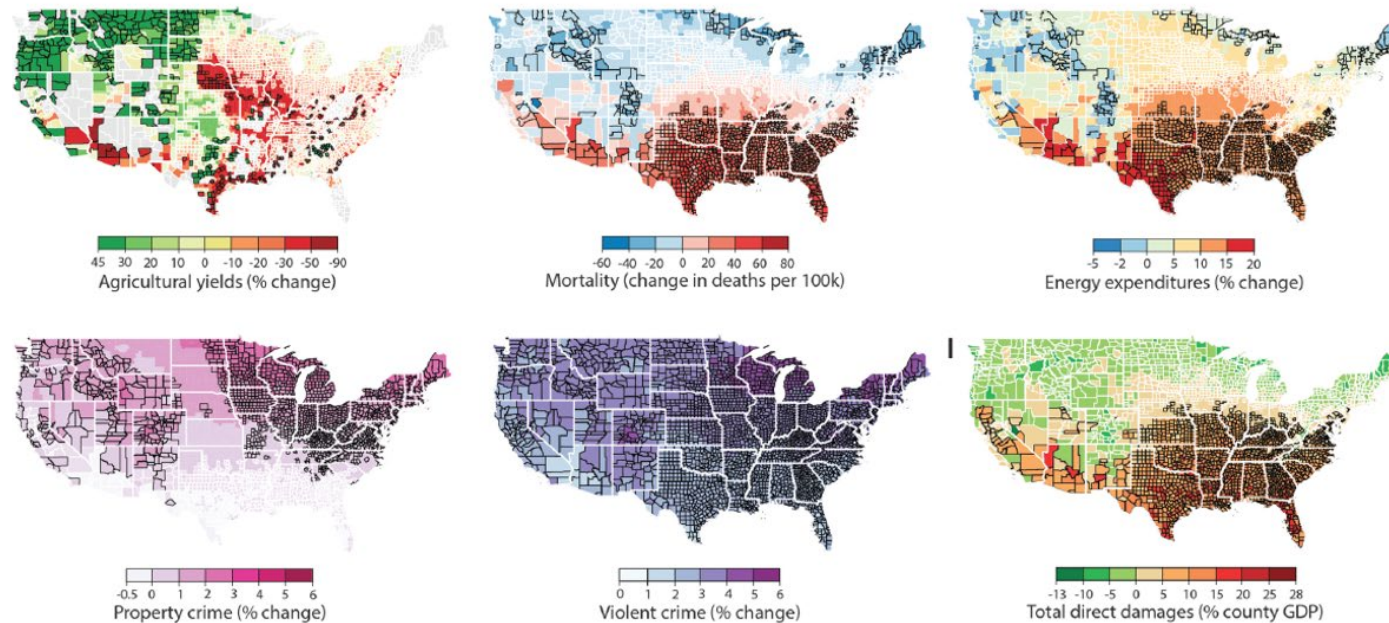 45 30 20 10 0 -10 -20 -30 -50 -90
Agricultural yields (% change)
-60 -40 -20 0 20 40 60 80
Mortality (change in deaths per 100k)
-5 -2 0 5 10 15 20
Energy expenditures (% change)
I
-0.5 0 1 2 3 4 5 6
Property crime (% change)
0 1 2 3 4 5 6
Violent crime (% change)
-13 -10 -5 0 5 10 15 20 25 28
Total direct damages (% county GDP)